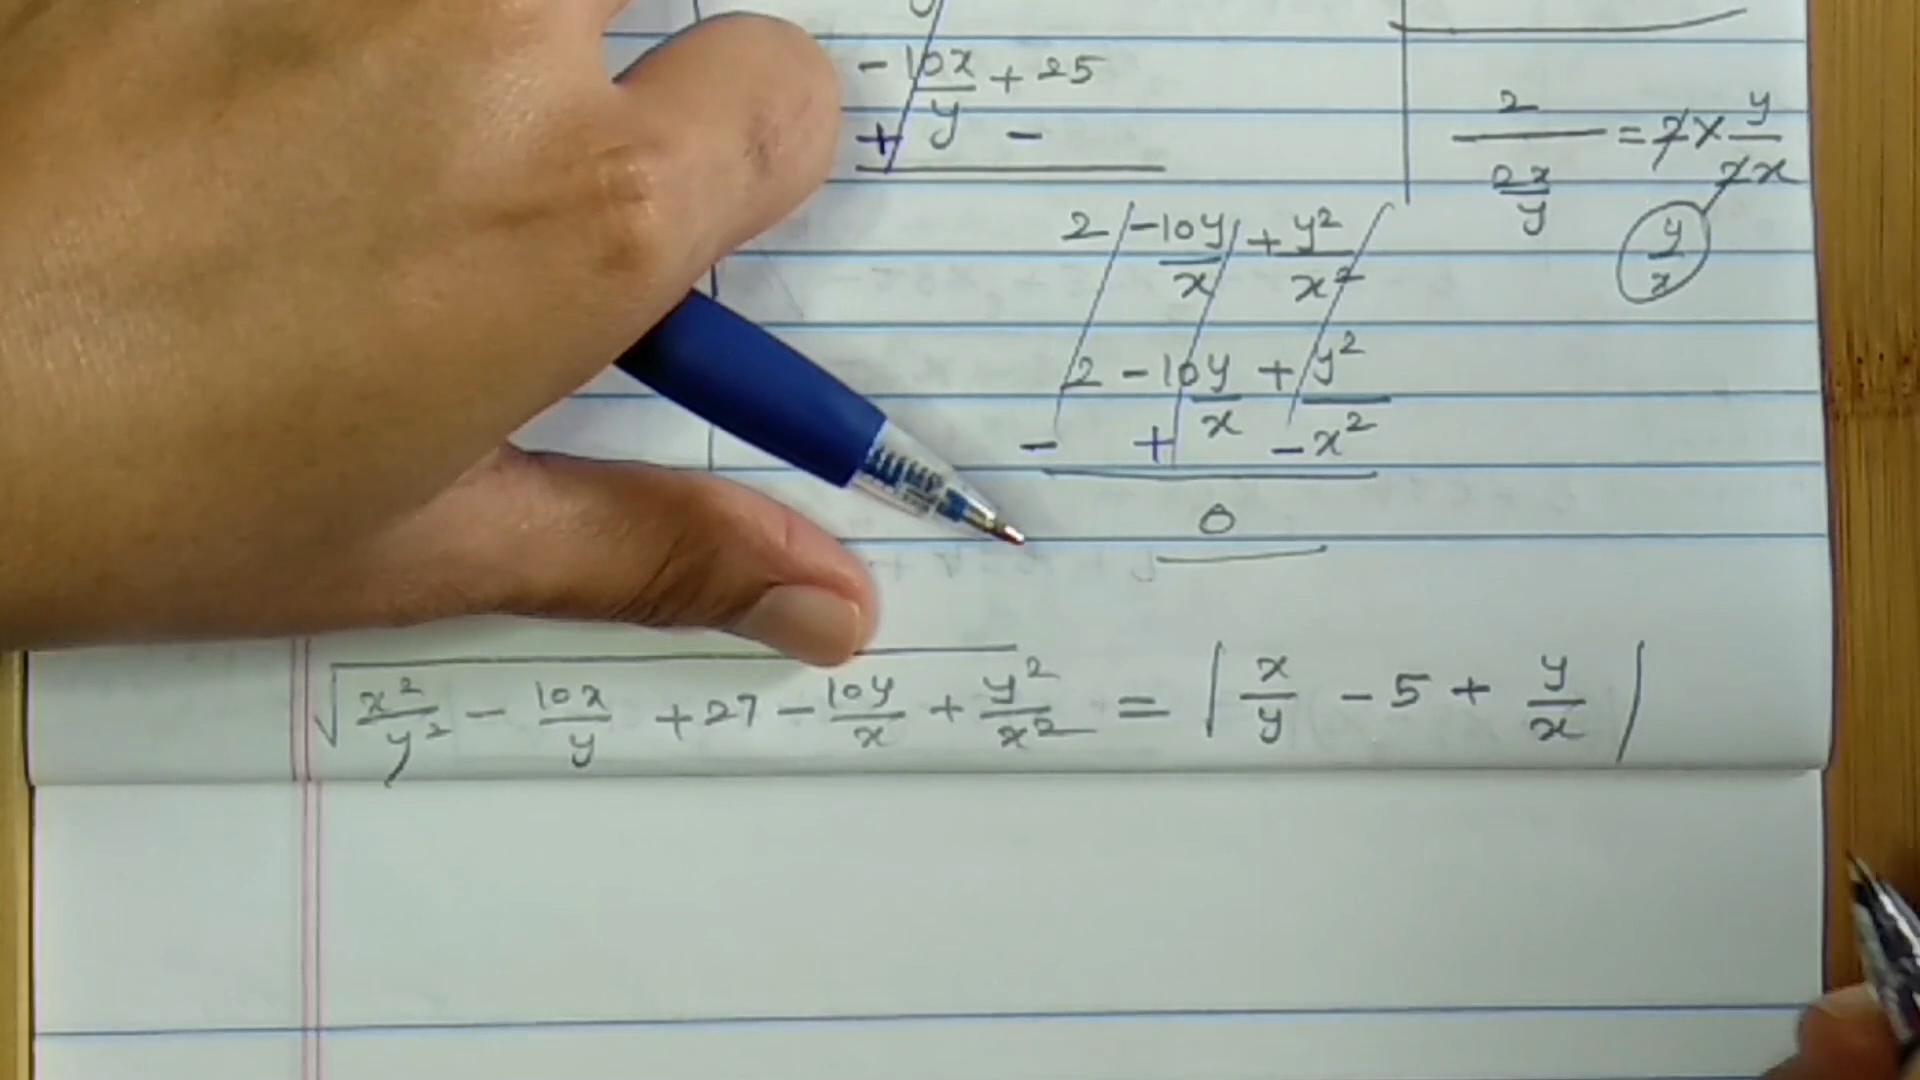 -10x/y + 25
+ -
2/(2x/y) = 2 × y/2x
y/x
2 -10y/x + y²/x²
2 - 10y/x + y²/x²
- + -
0
√(x²/y² - 10x/y + 27 - 10y/x + y²/x²) = | x/y - 5 + y/x |